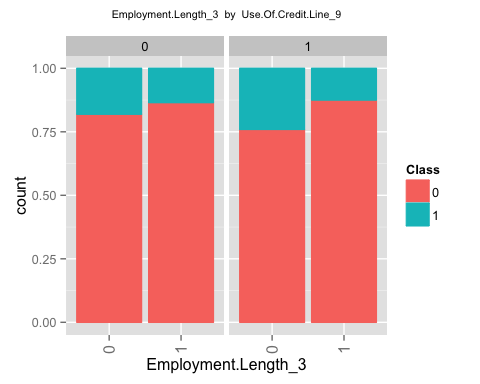 Employment.Length_3 by Use.Of.Credit.Line_9
0 1
1.00
0.75
0.50
0.25
0.00
count
0 1 0 1
Employment.Length_3
Class
0
1